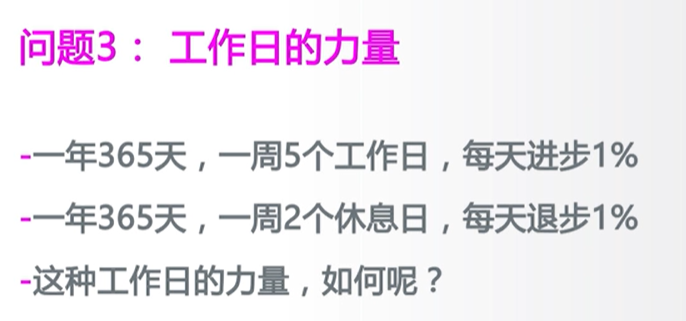 问题3： 工作日的力量
-一年365天，一周5个工作日，每天进步1%
-一年365天，一周2个休息日，每天退步1%
-这种工作日的力量，如何呢？